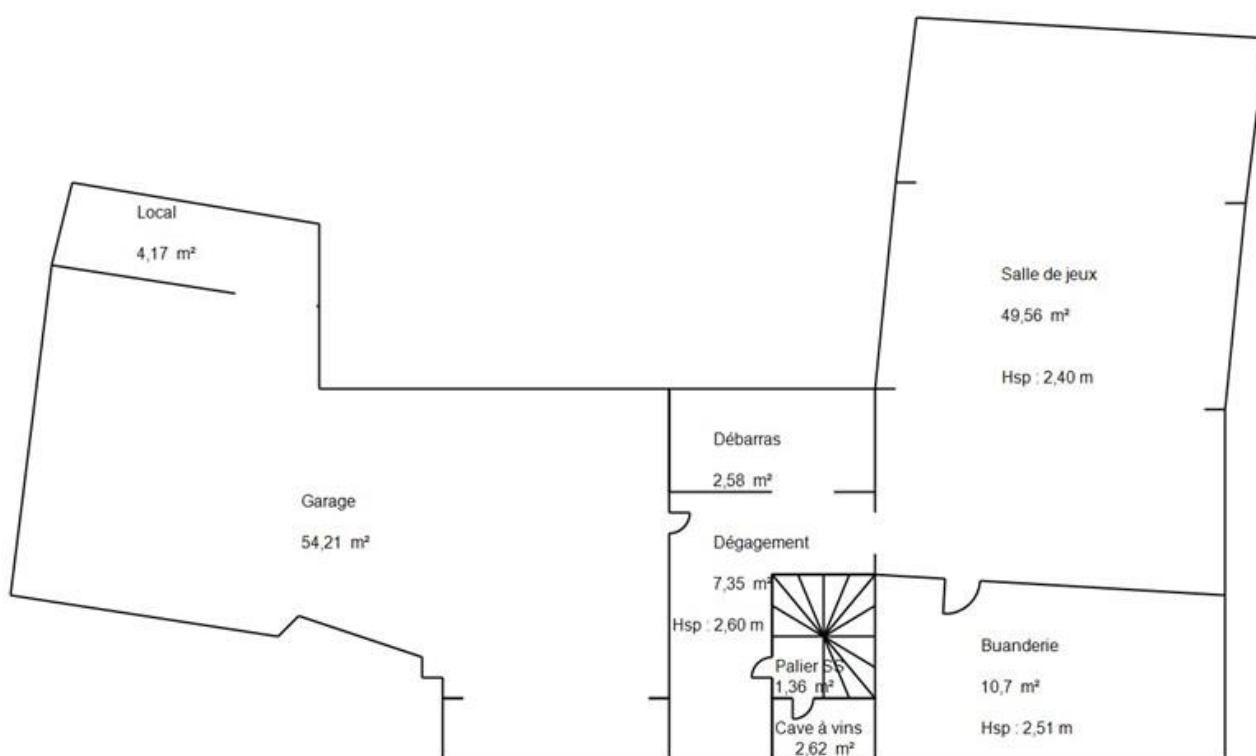 Local
4,17 m²
Salle de jeux
49,56 m²
Hsp : 2,40 m
Débarras
2,58 m²
Garage
54,21 m²
Dégagement
7,35 m²
Hsp : 2,60 m
Palier SS
1,36 m²
Buanderie
10,7 m²
Hsp : 2,51 m
Cave à vins
2,62 m²